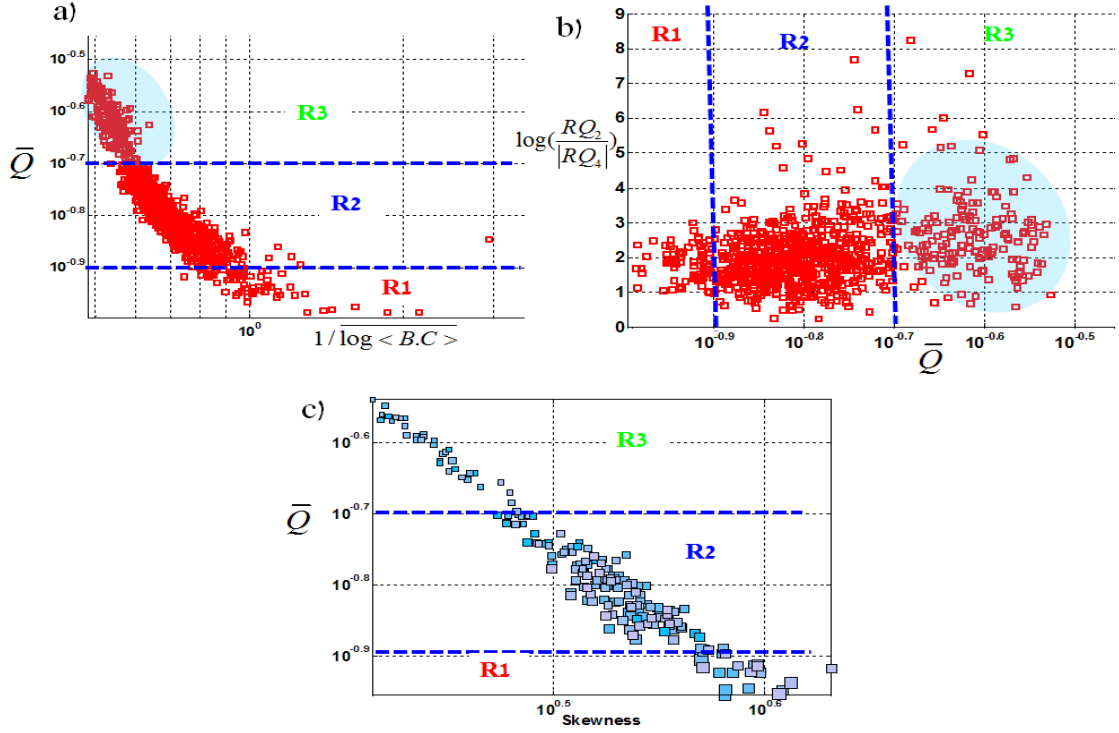 a)
10^-0.5
10^-0.6
10^-0.7
10^-0.8
10^-0.9
Q̅
R3
R2
R1
10^0
1 / log < B.C >
b)
9
8
7
6
5
4
3
2
1
0
log(RQ_2/|RQ_4|)
R1
R2
R3
10^-0.9
10^-0.8
10^-0.7
10^-0.6
10^-0.5
Q̅
c)
10^-0.6
10^-0.7
10^-0.8
10^-0.9
Q̅
R3
R2
R1
10^0.5
10^0.6
Skewness